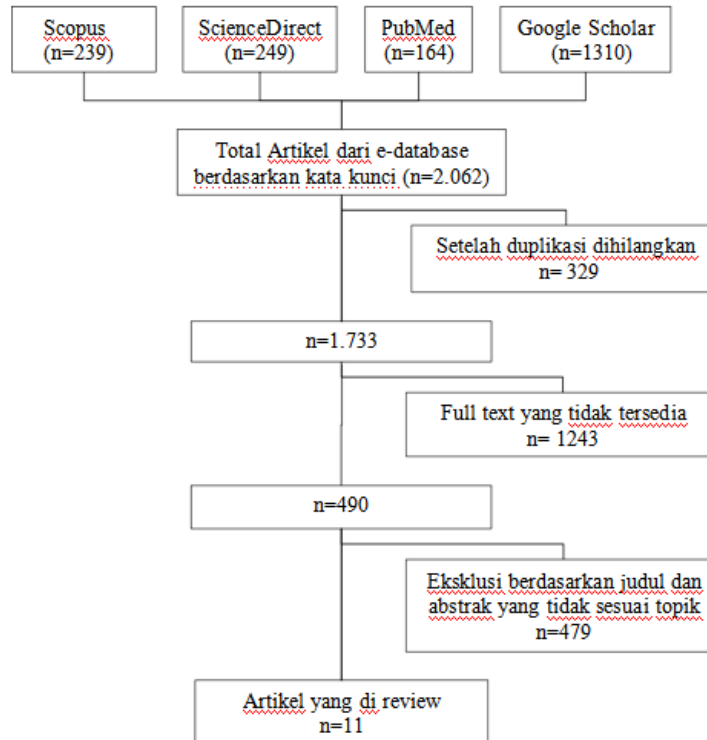 Scopus
(n=239)
ScienceDirect
(n=249)
PubMed
(n=164)
Google Scholar
(n=1310)
Total Artikel dari e-database
berdasarkan kata kunci (n=2.062)
Setelah duplikasi dihilangkan
n= 329
n=1.733
Full text yang tidak tersedia
n= 1243
n=490
Eksklusi berdasarkan judul dan
abstrak yang tidak sesuai topik
n=479
Artikel yang di review
n=11